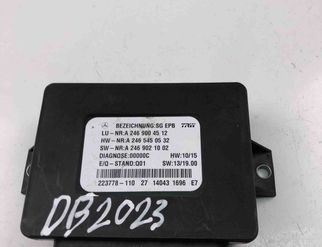 BEZEICHNUNG:SG EPB TRW
LU-NR:A 246 900 45 12
HW-NR:A 246 545 05 32
SW-NR:A 246 902 10 02
DIAGNOSE:00000C HW:10/15
E/Q-STAND:Q01 SW:13/19.00
223778-110 27 14043 1696 E7
DB2023